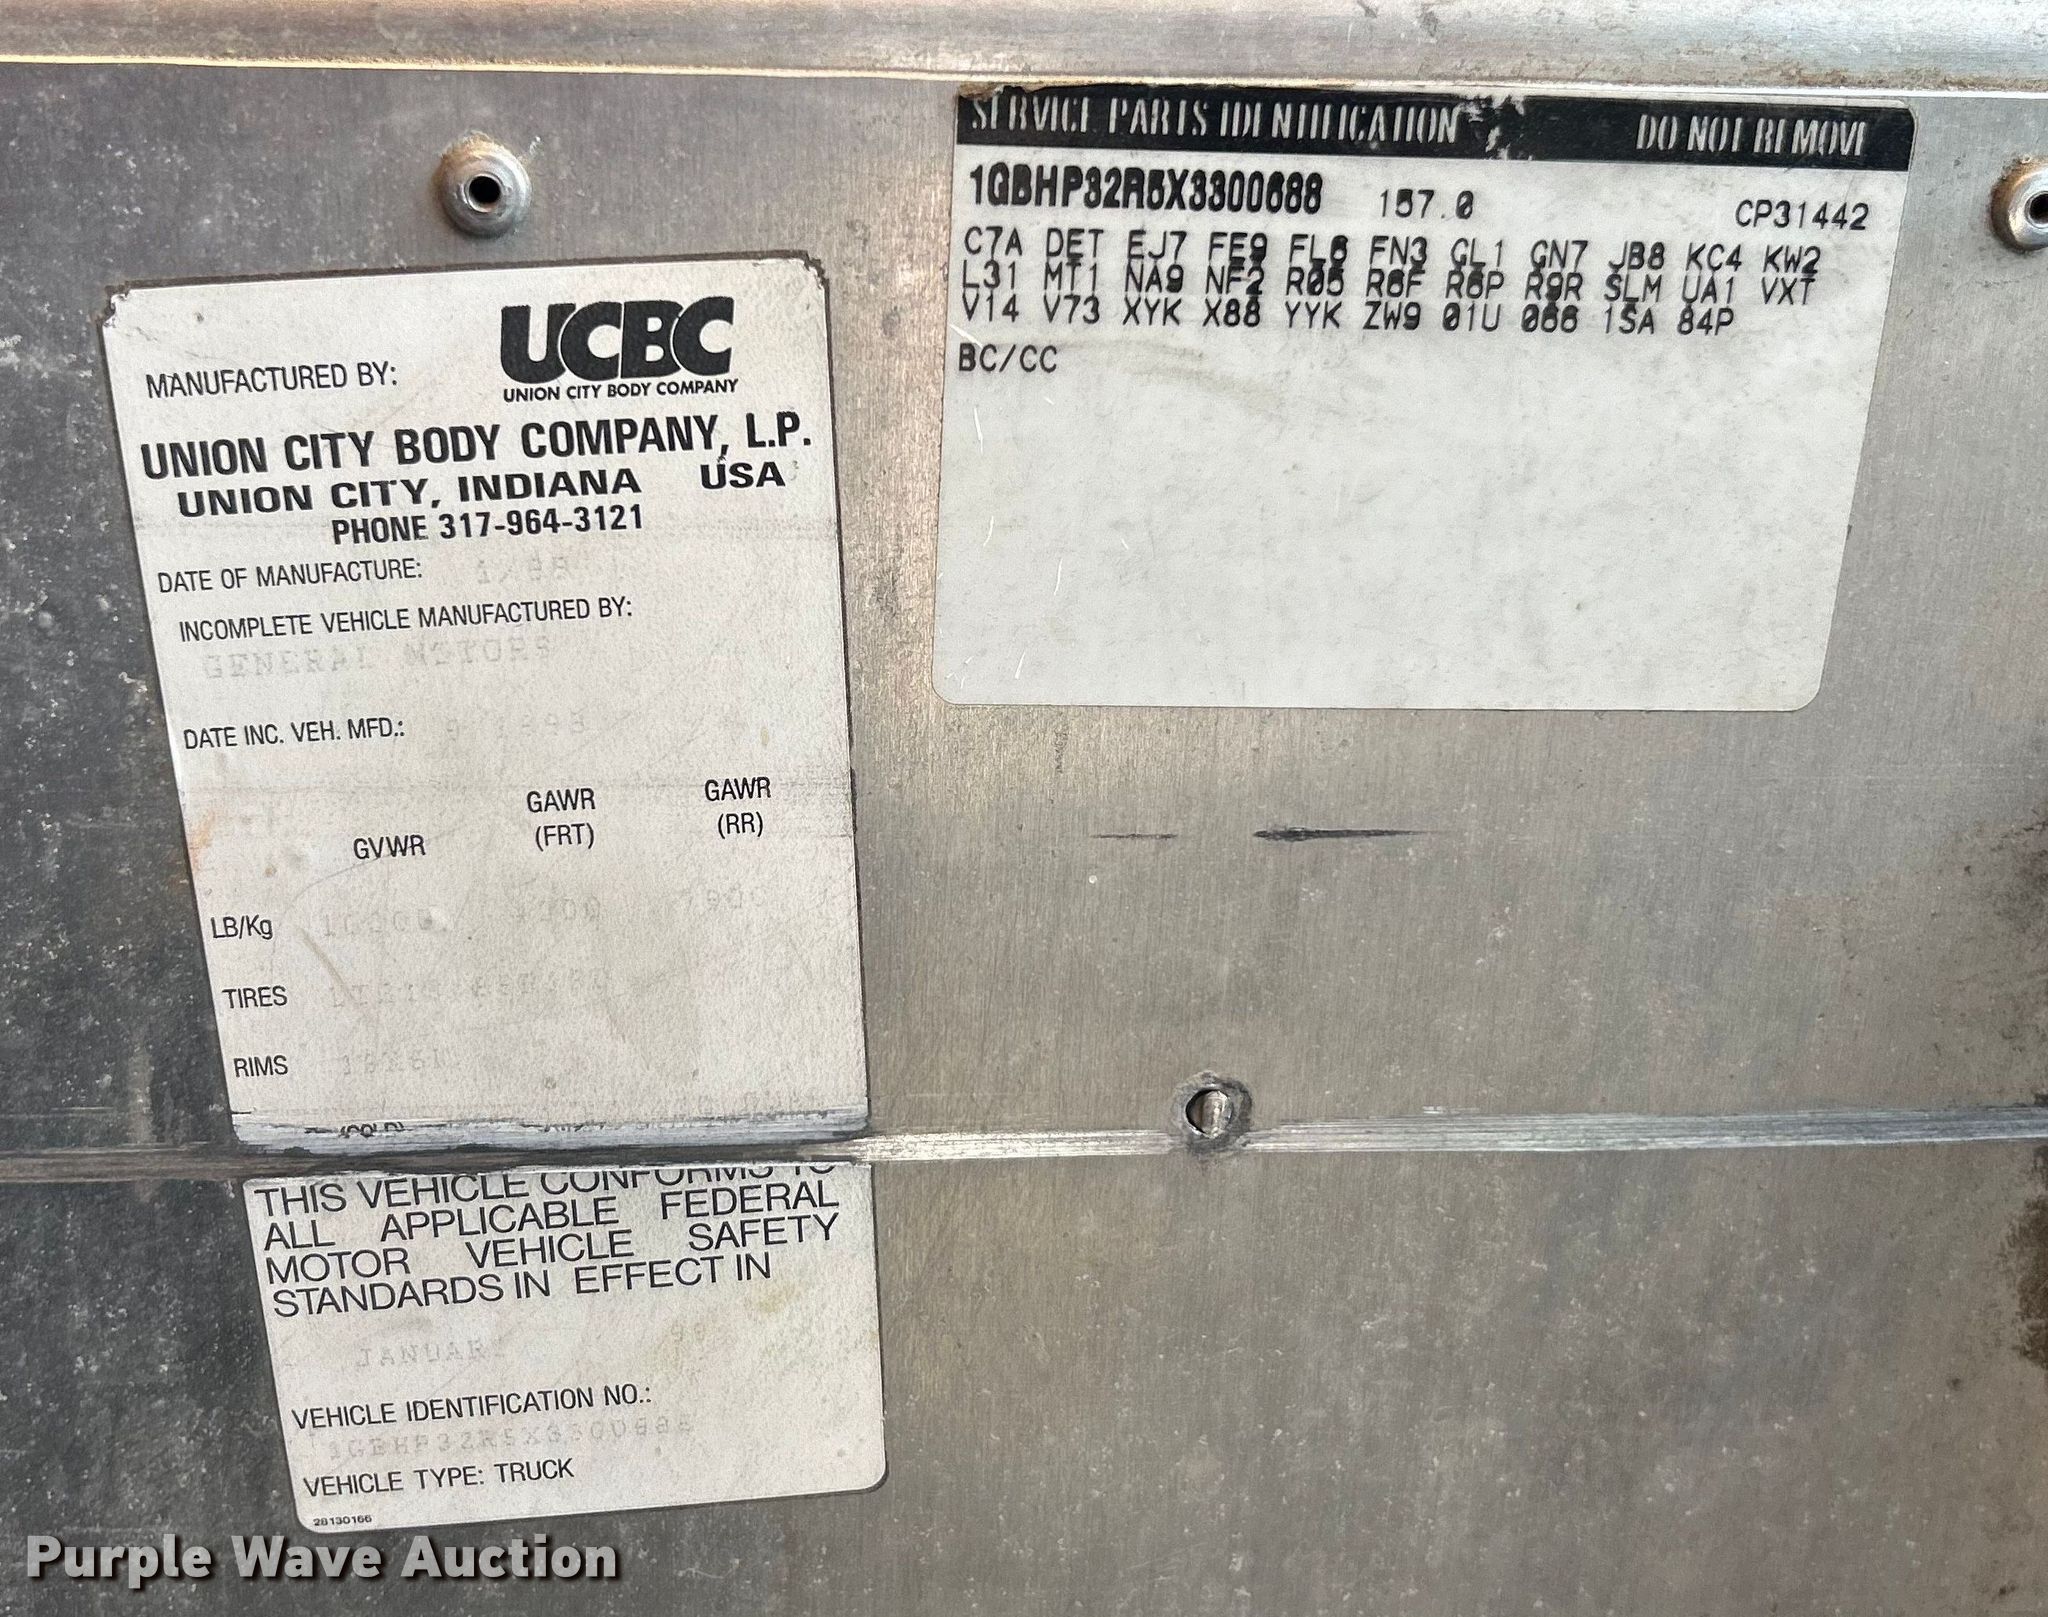 SERVICE PARTS IDENTIFICATION DO NOT REMOVE
1GBHP32R5X3300688 157.0 CP31442
C7A DET EJ7 FE9 FL6 FN3 GL1 GN7 JB8 KC4 KW2
L31 MT1 NA9 NF2 R05 R6F R6P R9R SLM UA1 VXT
V14 V73 XYK X88 YYK ZW9 01U 066 1SA 84P
BC/CC
MANUFACTURED BY:
UCBC
UNION CITY BODY COMPANY
UNION CITY BODY COMPANY, L.P.
UNION CITY, INDIANA USA
PHONE 317-964-3121
DATE OF MANUFACTURE:
INCOMPLETE VEHICLE MANUFACTURED BY:
GENERAL MOTORS
DATE INC. VEH. MFD.:
GVWR GAWR (FRT) GAWR (RR)
LB/Kg
TIRES
RIMS
THIS VEHICLE CONFORMS TO
ALL APPLICABLE FEDERAL
MOTOR VEHICLE SAFETY
STANDARDS IN EFFECT IN
VEHICLE IDENTIFICATION NO.:
1GBHP32R5X3300688
VEHICLE TYPE: TRUCK
28130166
Purple Wave Auction